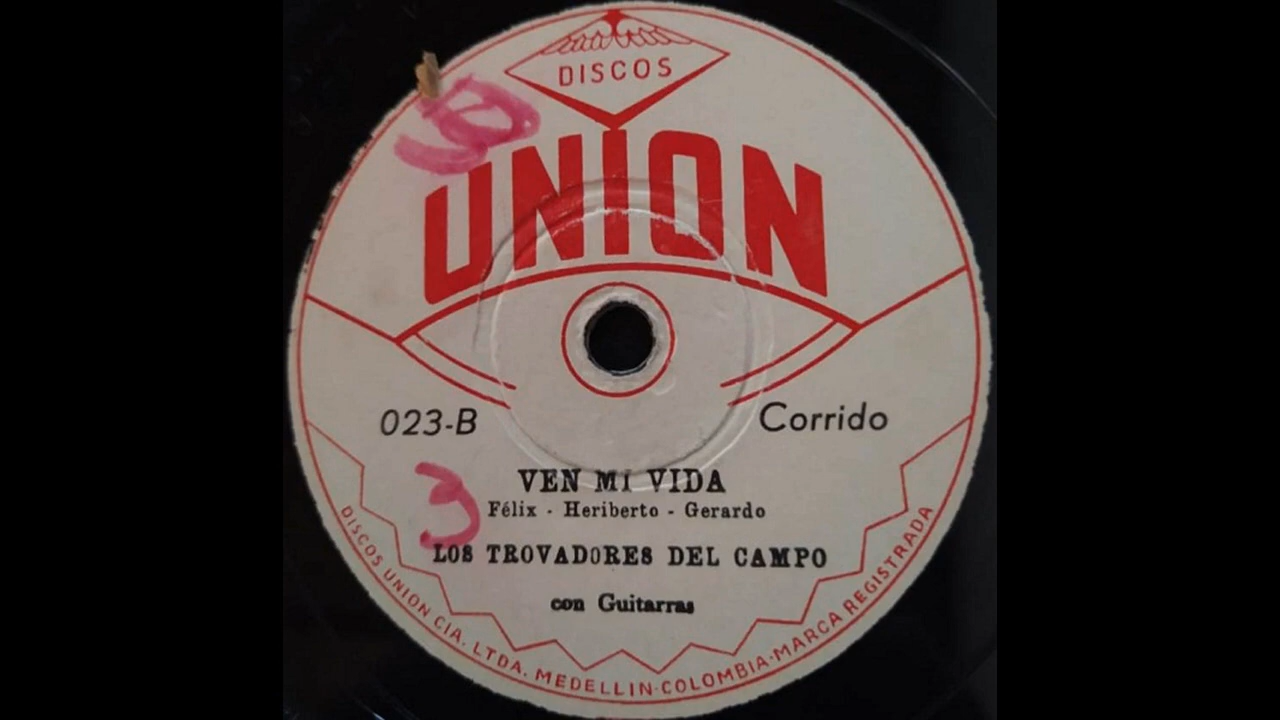 DISCOS
UNION
023-B
Corrido
VEN MI VIDA
Félix - Heriberto - Gerardo
3
LOS TROVADORES DEL CAMPO
con Guitarras
DISCOS UNION CIA. LTDA. MEDELLIN-COLOMBIA-MARCA REGISTRADA